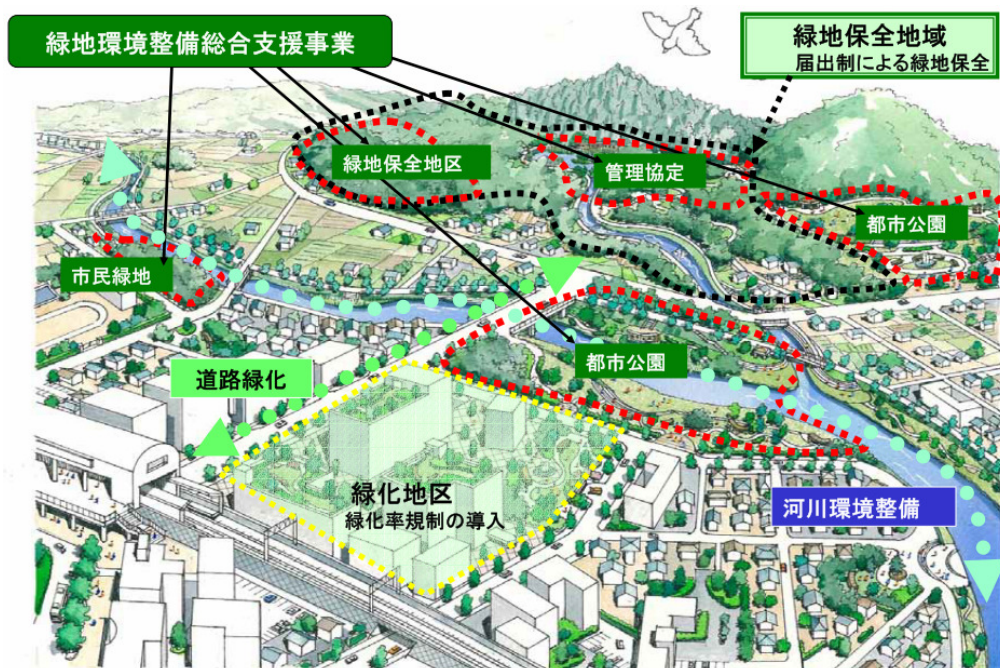 緑地環境整備総合支援事業
緑地保全地域
届出制による緑地保全
緑地保全地区
管理協定
都市公園
市民緑地
都市公園
道路緑化
緑化地区
緑化率規制の導入
河川環境整備